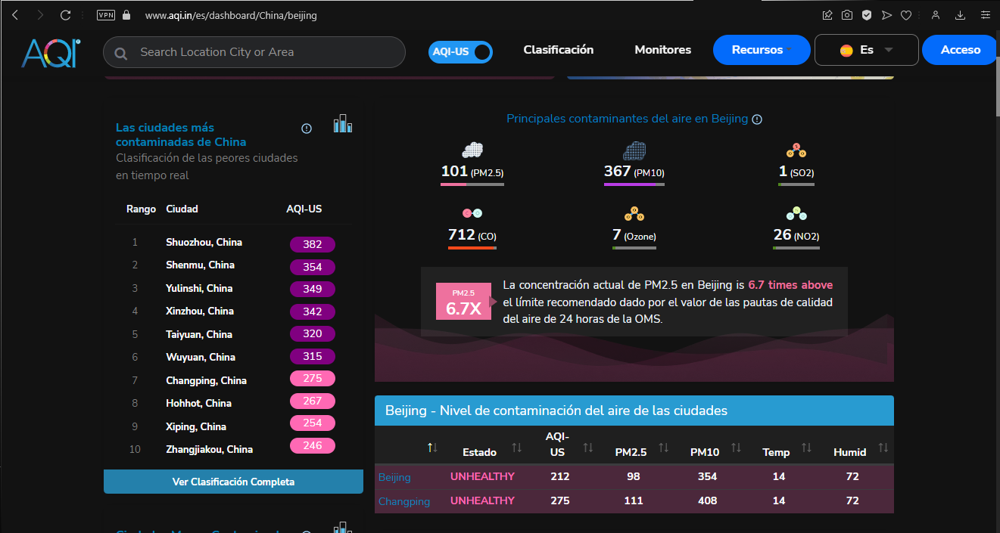 VPN
www.aqi.in/es/dashboard/China/beijing
AQI
Search Location City or Area
AQI-US
Clasificación
Monitores
Recursos
Es
Acceso
Las ciudades más
contaminadas de China
Clasificación de las peores ciudades
en tiempo real
Rango Ciudad AQI-US
1 Shuozhou, China 382
2 Shenmu, China 354
3 Yulinshi, China 349
4 Xinzhou, China 342
5 Taiyuan, China 320
6 Wuyuan, China 315
7 Changping, China 275
8 Hohhot, China 267
9 Xiping, China 254
10 Zhangjiakou, China 246
Ver Clasificación Completa
Principales contaminantes del aire en Beijing
101 (PM2.5) 367 (PM10) 1 (SO2)
712 (CO) 7 (Ozone) 26 (NO2)
PM2.5
6.7X
La concentración actual de PM2.5 en Beijing is 6.7 times above
el límite recomendado dado por el valor de las pautas de calidad
del aire de 24 horas de la OMS.
Beijing - Nivel de contaminación del aire de las ciudades
Estado AQI-US PM2.5 PM10 Temp Humid
Beijing UNHEALTHY 212 98 354 14 72
Changping UNHEALTHY 275 111 408 14 72